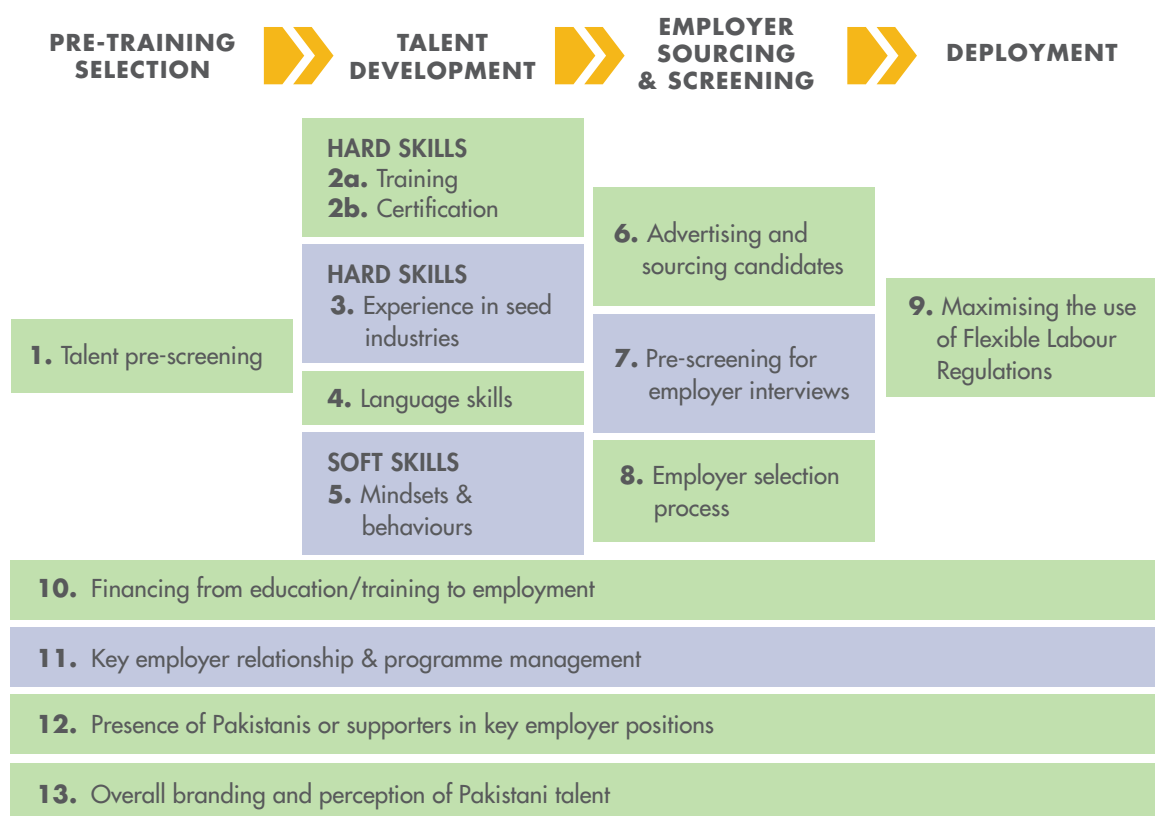 PRE-TRAINING
SELECTION
TALENT
DEVELOPMENT
EMPLOYER
SOURCING
& SCREENING
DEPLOYMENT
1. Talent pre-screening
HARD SKILLS
2a. Training
2b. Certification
HARD SKILLS
3. Experience in seed
industries
4. Language skills
SOFT SKILLS
5. Mindsets &
behaviours
6. Advertising and
sourcing candidates
7. Pre-screening for
employer interviews
8. Employer selection
process
9. Maximising the use
of Flexible Labour
Regulations
10. Financing from education/training to employment
11. Key employer relationship & programme management
12. Presence of Pakistanis or supporters in key employer positions
13. Overall branding and perception of Pakistani talent